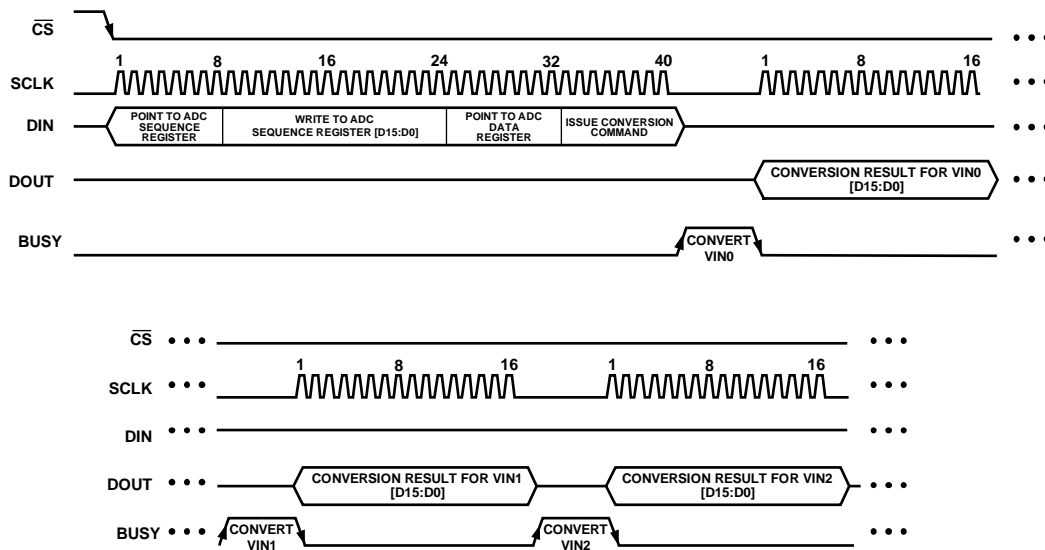 CS
1 8 16 24 32 40 1 8 16
SCLK
DIN
POINT TO ADC
SEQUENCE
REGISTER
WRITE TO ADC
SEQUENCE REGISTER [D15:D0]
POINT TO ADC
DATA
REGISTER
ISSUE CONVERSION
COMMAND
DOUT
CONVERSION RESULT FOR VIN0
[D15:D0]
BUSY
CONVERT
VIN0
CS
1 8 16 1 8 16
SCLK
DIN
DOUT
CONVERSION RESULT FOR VIN1
[D15:D0]
CONVERSION RESULT FOR VIN2
[D15:D0]
BUSY
CONVERT
VIN1
CONVERT
VIN2